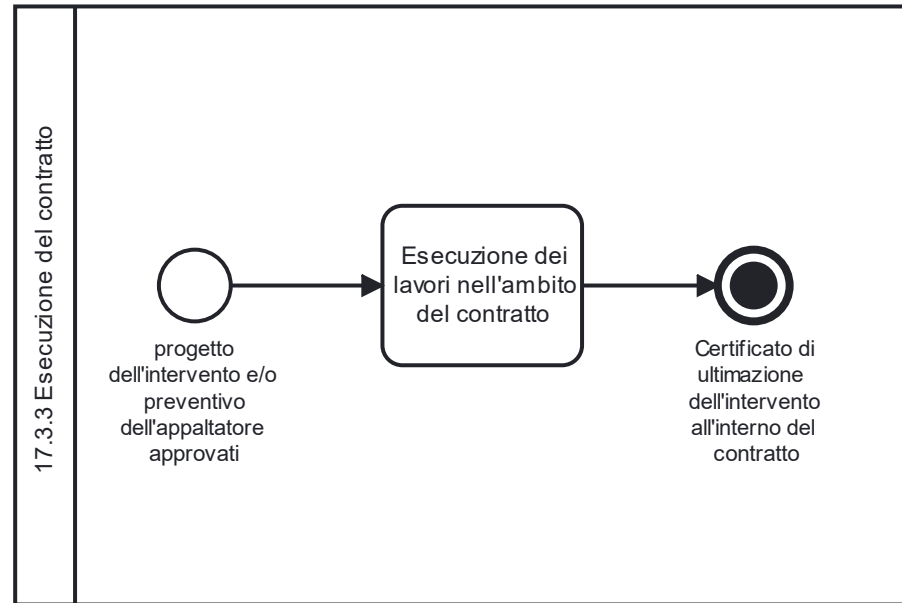 17.3.3 Esecuzione del contratto
Esecuzione dei
lavori nell'ambito
del contratto
progetto
dell'intervento e/o
preventivo
dell'appaltatore
approvati
Certificato di
ultimazione
dell'intervento
all'interno del
contratto